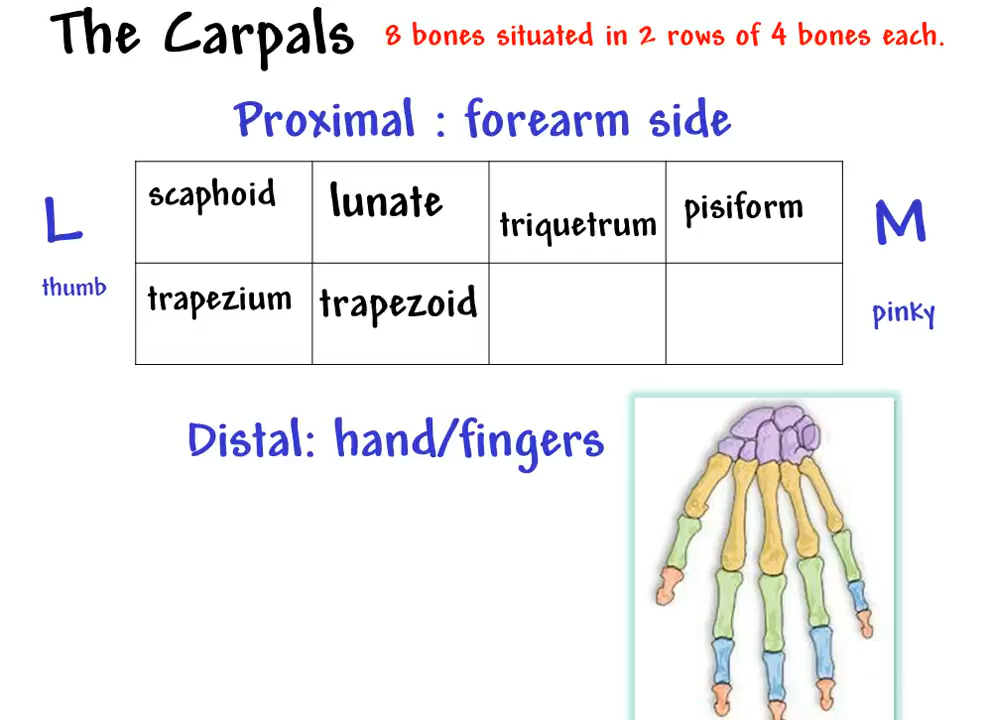 The Carpals 8 bones situated in 2 rows of 4 bones each.
Proximal : forearm side
L scaphoid lunate triquetrum pisiform M
thumb trapezium trapezoid pinky
Distal: hand/fingers